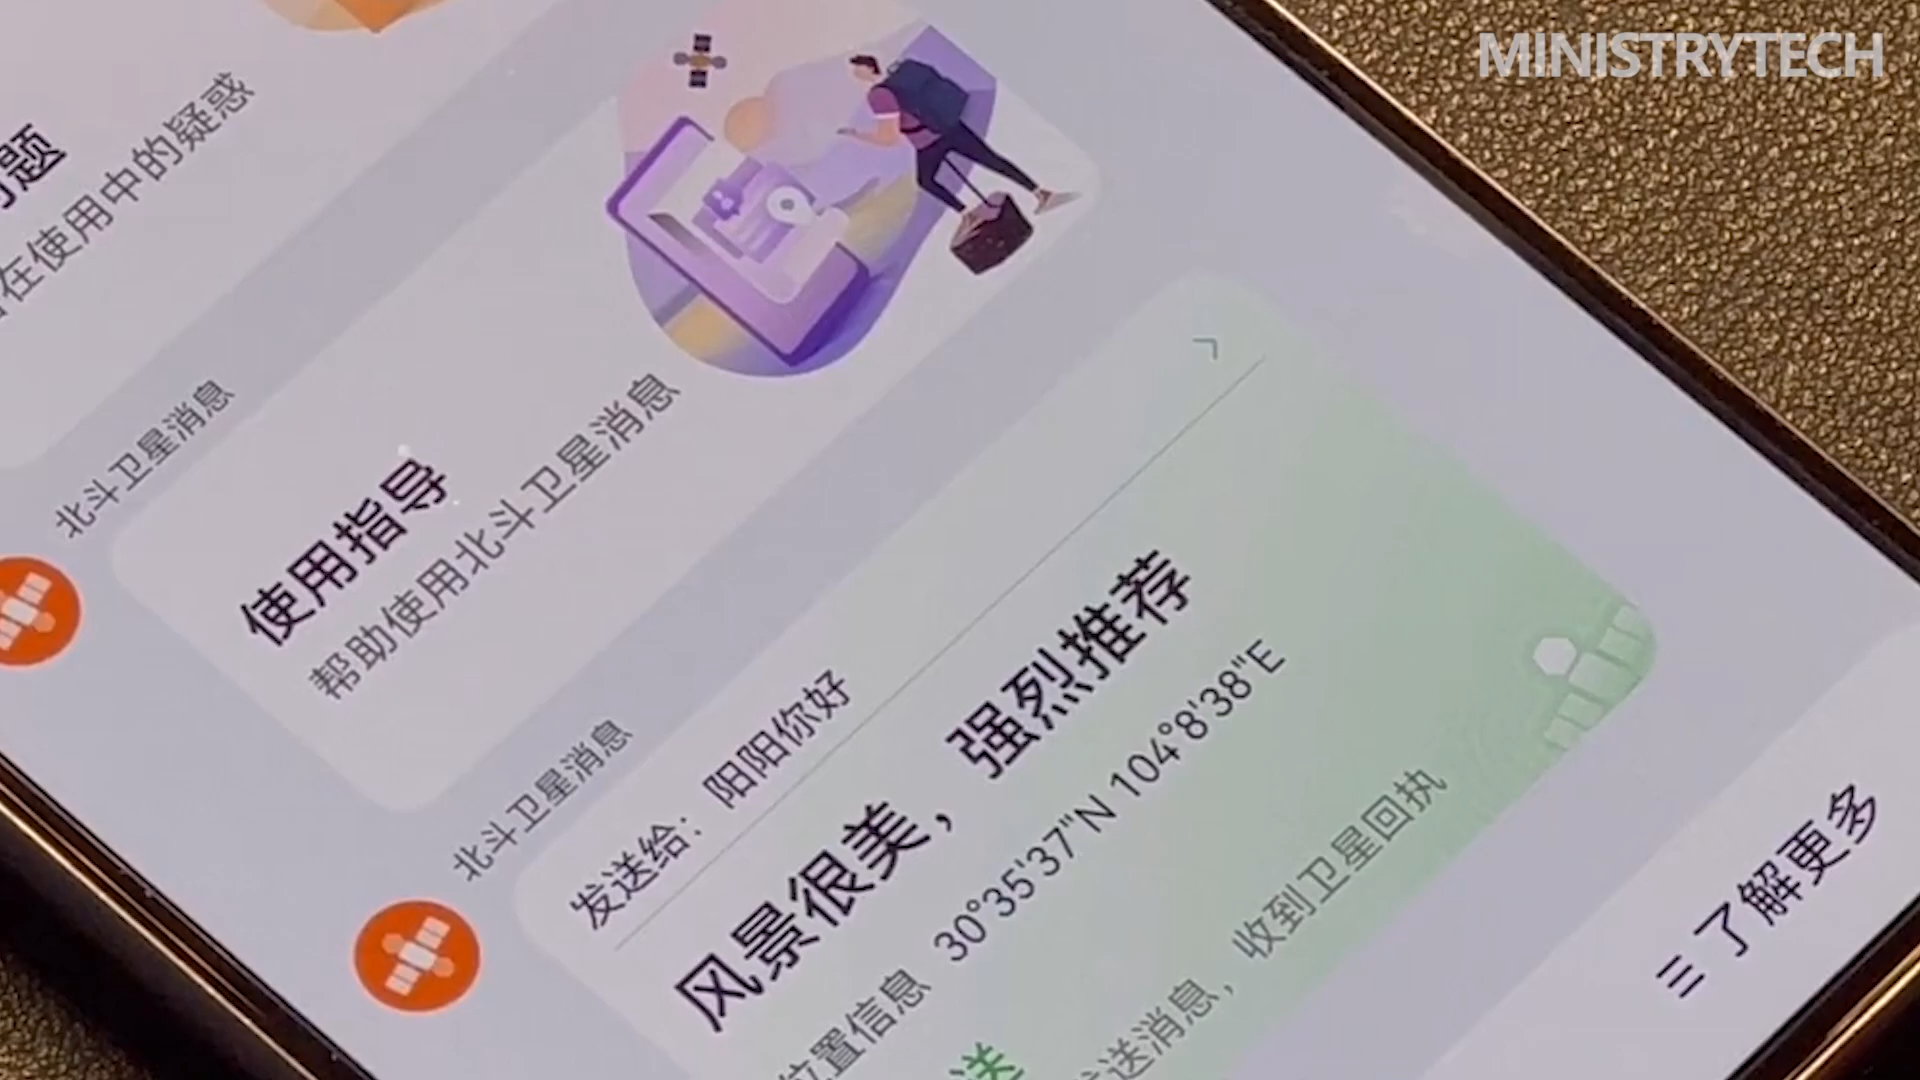 MINISTRYTECH
题
在使用中的疑惑
北斗卫星消息
使用指导
帮助使用北斗卫星消息
北斗卫星消息
发送给：阳阳你好
风景很美，强烈推荐
位置信息 30°35'37"N 104°8'38"E
送
送消息，收到卫星回执
三 了解更多